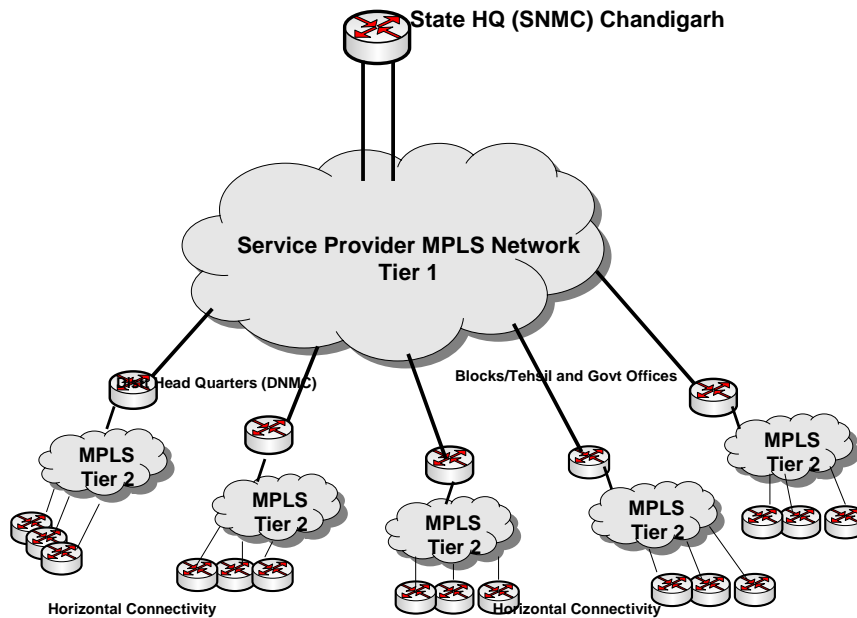 State HQ (SNMC) Chandigarh
Service Provider MPLS Network
Tier 1
Head Quarters (DNMC)
Blocks/Tehsil and Govt Offices
MPLS
Tier 2
MPLS
Tier 2
MPLS
Tier 2
MPLS
Tier 2
MPLS
Tier 2
Horizontal Connectivity
Horizontal Connectivity